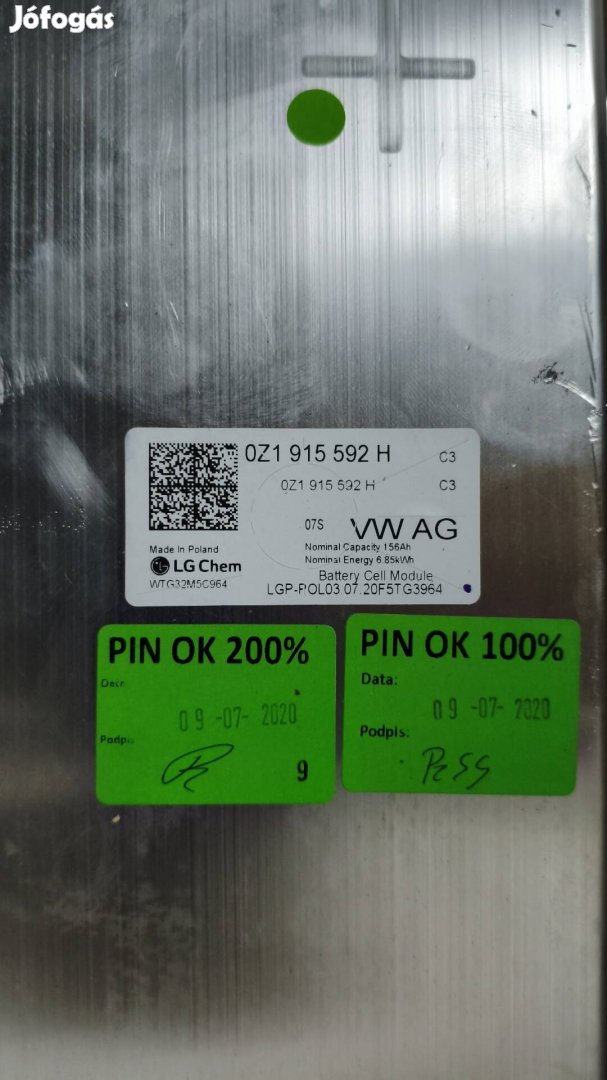 Jófogás
0Z1 915 592 H C3
0Z1 915 592 H C3
07S VW AG
Made In Poland
Nominal Capacity 156Ah
LG Chem
Nominal Energy 6.85kWh
Battery Cell Module
WTG32M5C964
LGP-POL03 07.20F5TG3964
PIN OK 200%
Data:
09 -07- 2020
Podpis:
9
PIN OK 100%
Data:
09 -07- 2020
Podpis: